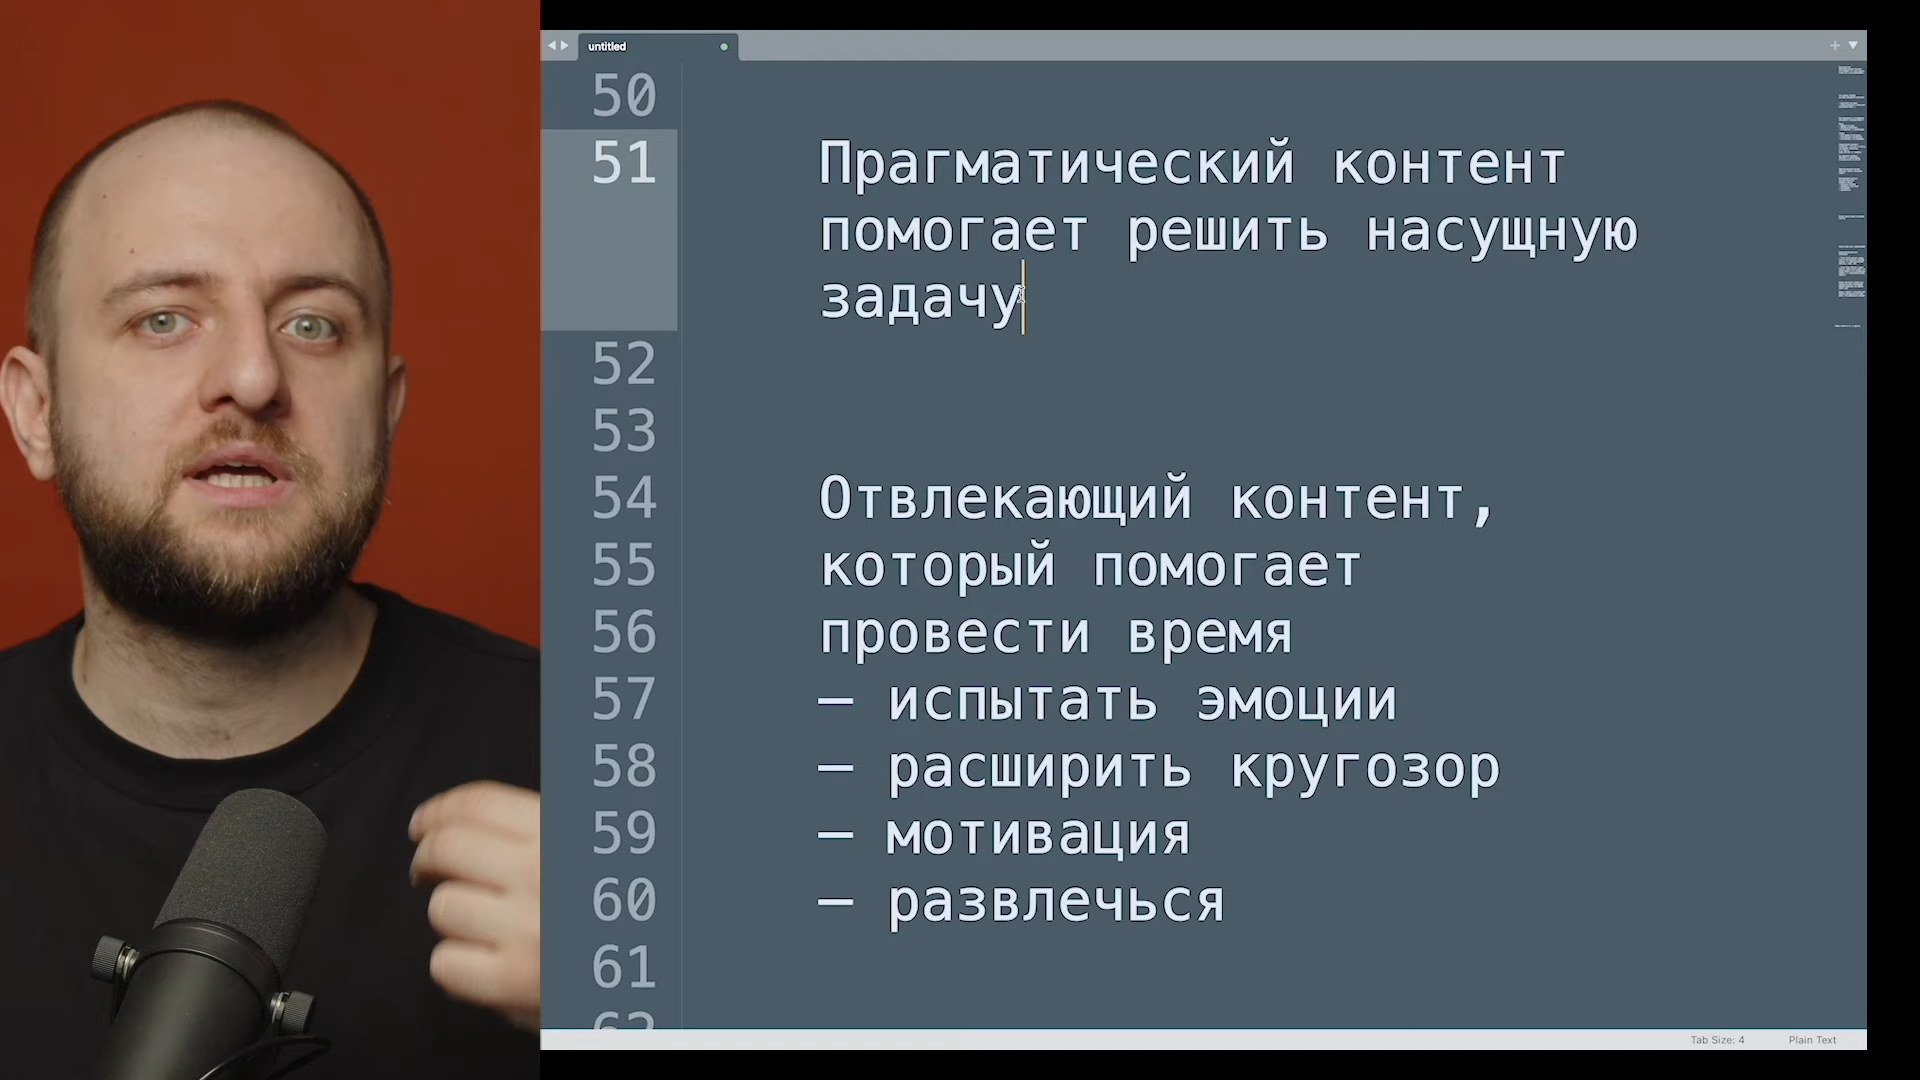 untitled
50
51 Прагматический контент
помогает решить насущную
задачу
52
53
54 Отвлекающий контент,
55 который помогает
56 провести время
57 — испытать эмоции
58 — расширить кругозор
59 — мотивация
60 — развлечься
61
62
Tab Size: 4 Plain Text